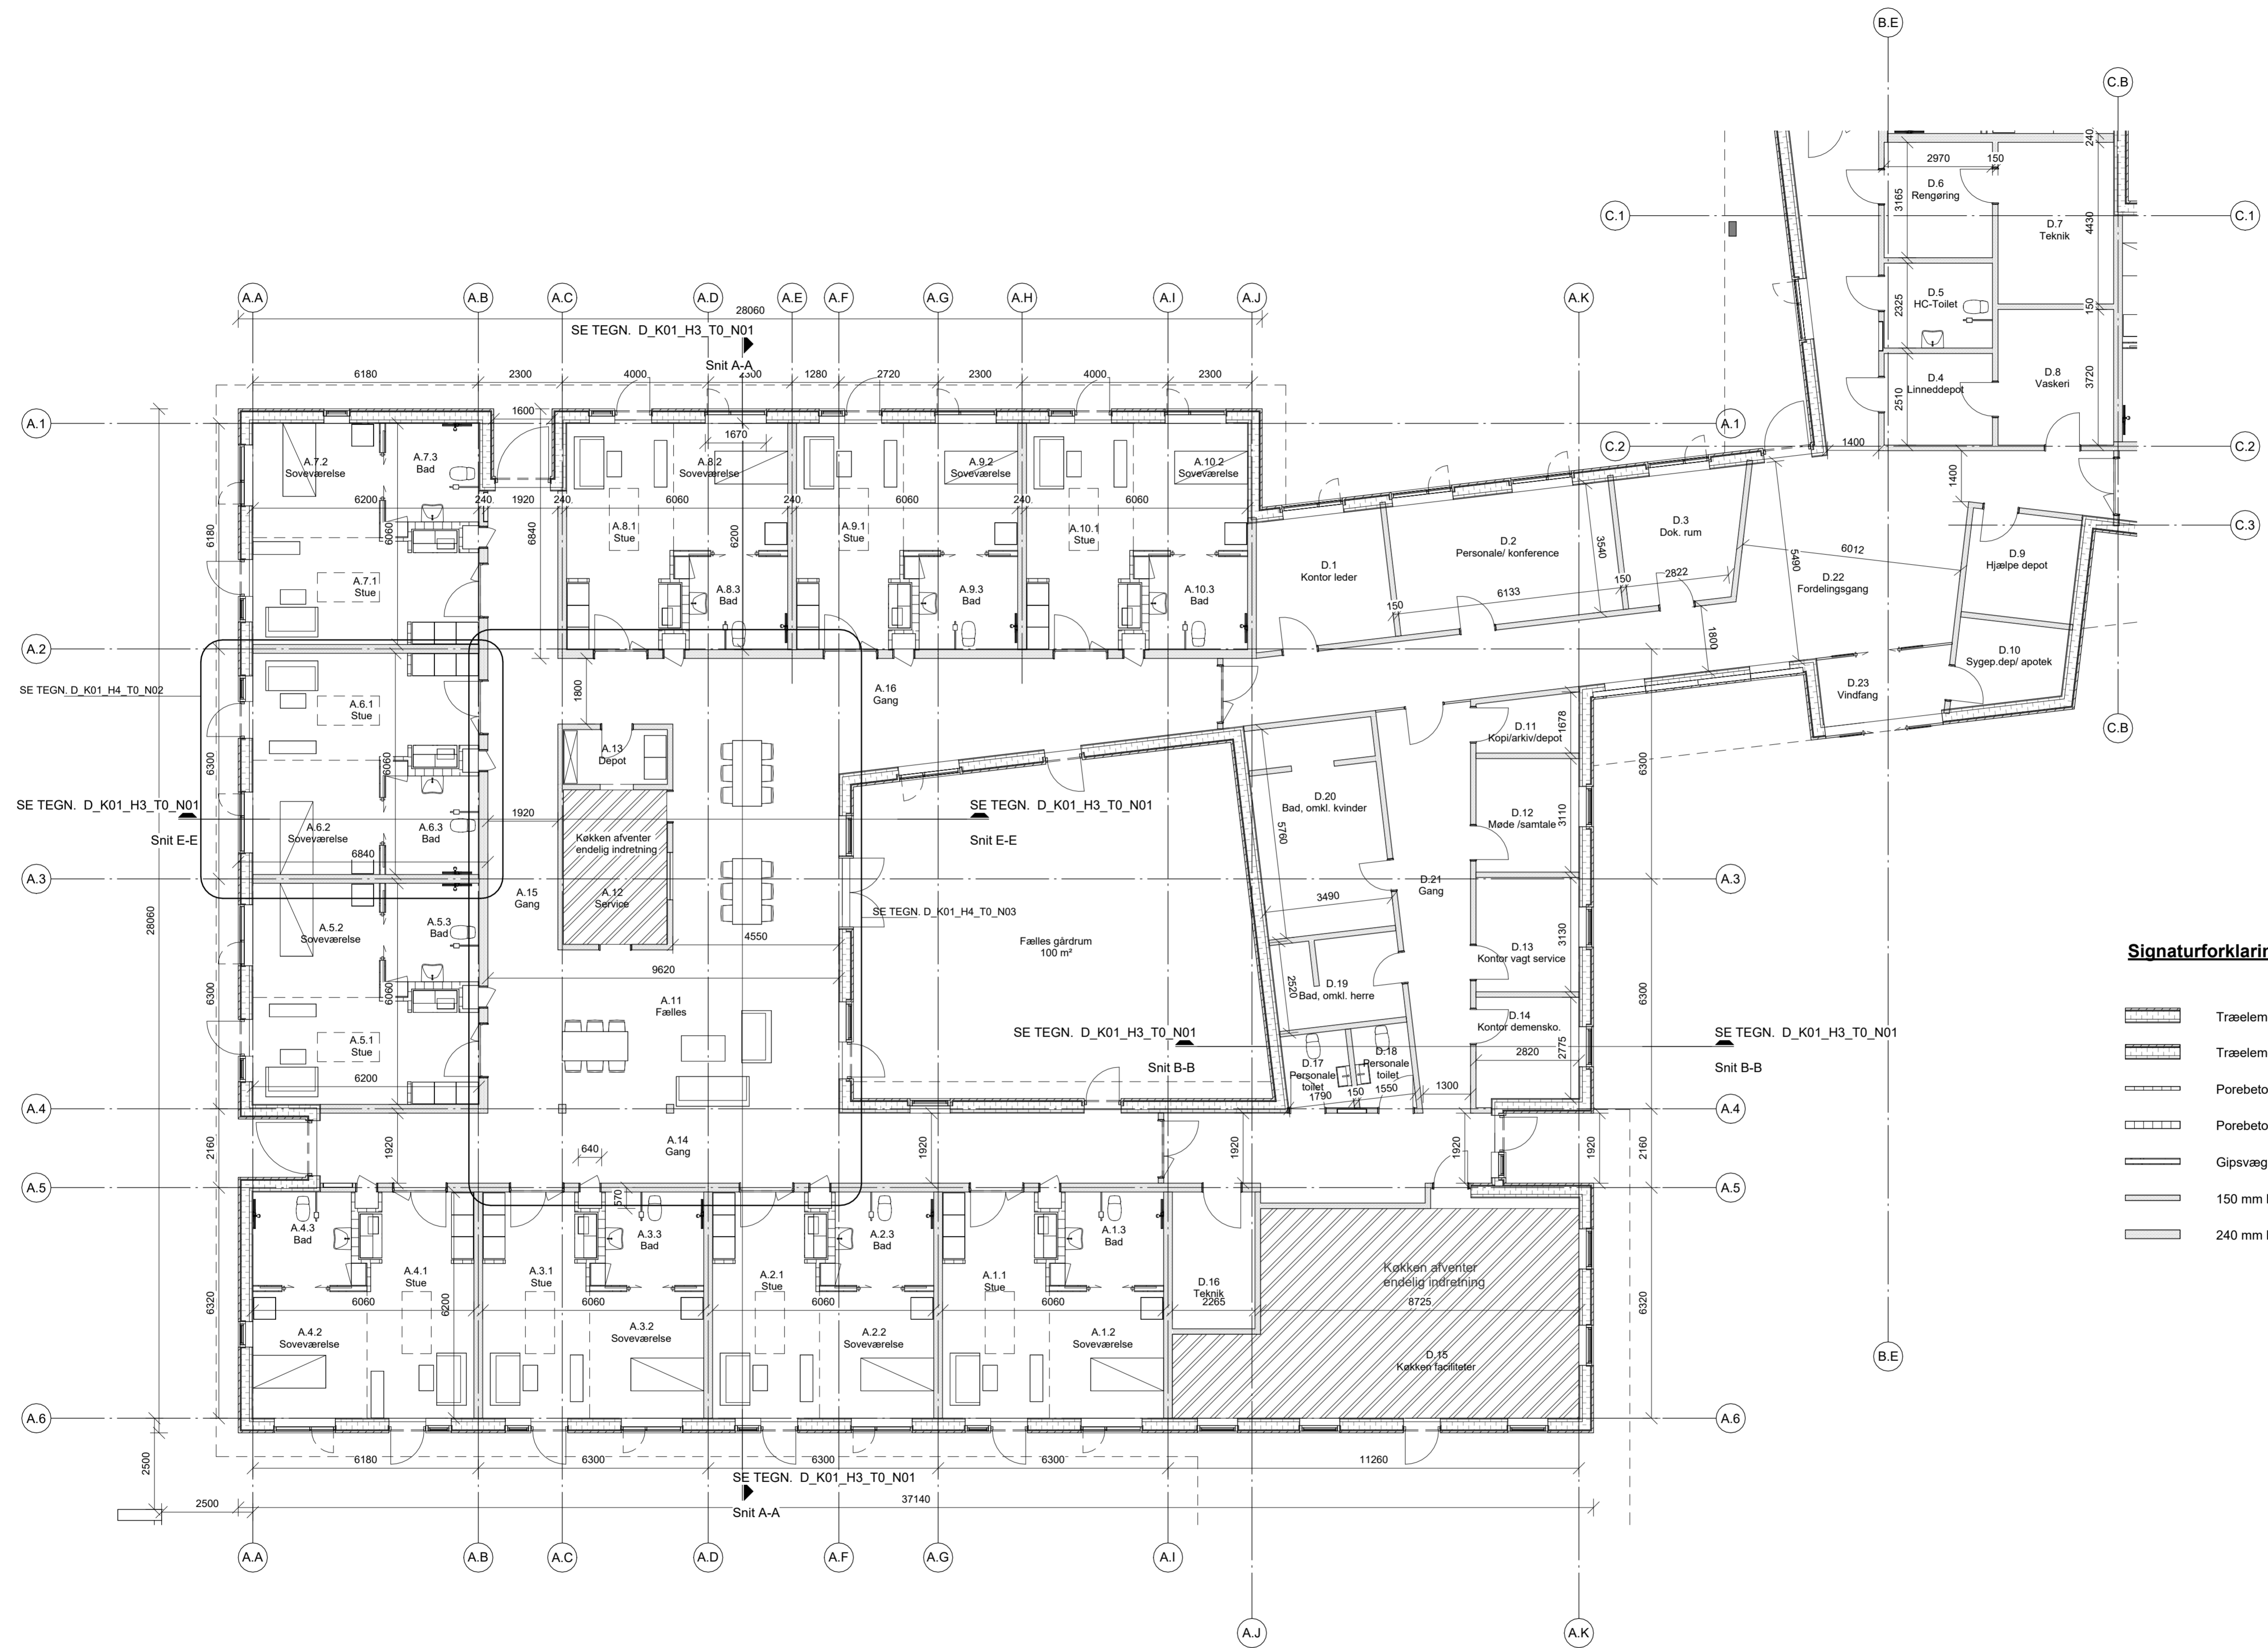 B.E
C.B
2970
150
240
D.6
Rengøring
3165
C.1
C.1
D.7
Teknik
4430
D.5
HC-Toilet
2325
150
D.4
Linneddepot
2510
D.8
Vaskeri
3720
A.A
A.B
A.C
A.D
A.E
A.F
A.G
A.H
A.I
A.J
A.K
28060
SE TEGN. D_K01_H3_T0_N01
Snit A-A
6180
2300
4000
2300
1280
2720
2300
4000
2300
A.1
1600
1670
A.1
C.2
1400
C.2
A.7.2
Soveværelse
A.7.3
Bad
A.8.2
Soveværelse
A.9.2
Soveværelse
A.10.2
Soveværelse
1400
6200
240.
1920
240.
6060
240.
6060
240.
6060
6180
6060
6840
A.8.1
Stue
6200
A.9.1
Stue
A.10.1
Stue
D.1
Kontor leder
D.2
Personale/ konference
3540
D.3
Dok. rum
5490
6012
D.22
Fordelingsgang
D.9
Hjælpe depot
C.3
A.7.1
Stue
A.8.3
Bad
A.9.3
Bad
A.10.3
Bad
150
6133
150
2822
1800
A.2
D.10
Sygep.dep/ apotek
SE TEGN. D_K01_H4_T0_N02
A.6.1
Stue
1800
A.16
Gang
D.23
Vindfang
C.B
A.13
Depot
D.11
Kopi/arkiv/depot
1678
6300
6060
6300
SE TEGN. D_K01_H3_T0_N01
Snit E-E
1920
SE TEGN. D_K01_H3_T0_N01
Snit E-E
D.20
Bad, omkl. kvinder
5760
D.12
Møde /samtale
3110
A.6.2
Soveværelse
A.6.3
Bad
Køkken afventer
endelig indretning
6840
A.3
A.15
Gang
A.12
Service
D.21
Gang
A.3
3490
28060
A.5.2
Soveværelse
A.5.3
Bad
SE TEGN. D_K01_H4_T0_N03
4550
Fælles gårdrum
100 m²
3130
D.13
Kontor vagt service
9620
6300
6060
A.11
Fælles
2520
D.19
Bad, omkl. herre
6300
D.14
Kontor demensko.
SE TEGN. D_K01_H3_T0_N01
Snit B-B
SE TEGN. D_K01_H3_T0_N01
Snit B-B
A.5.1
Stue
6200
D.17
Personale
toilet
D.18
Personale
toilet
2820
2775
1790
150
1550
1300
A.4
A.4
2160
1920
640
A.14
Gang
1920
1920
1920
1920
2160
A.5
A.5
570
A.4.3
Bad
A.3.3
Bad
A.2.3
Bad
A.1.3
Bad
A.4.1
Stue
A.3.1
Stue
A.2.1
Stue
A.1.1
Stue
D.16
Teknik
Køkken afventer
endelig indretning
6320
6060
6200
6060
6060
6060
2265
8725
6320
A.4.2
Soveværelse
A.3.2
Soveværelse
A.2.2
Soveværelse
A.1.2
Soveværelse
D.15
Køkken faciliteter
B.E
A.6
A.6
2500
6180
6300
6300
6300
11260
SE TEGN. D_K01_H3_T0_N01
Snit A-A
2500
37140
A.A
A.B
A.C
A.D
A.F
A.G
A.I
A.J
A.K
Signaturforklarin
Træelem
Træelem
Porebeto
Porebeto
Gipsvæg
150 mm
240 mm